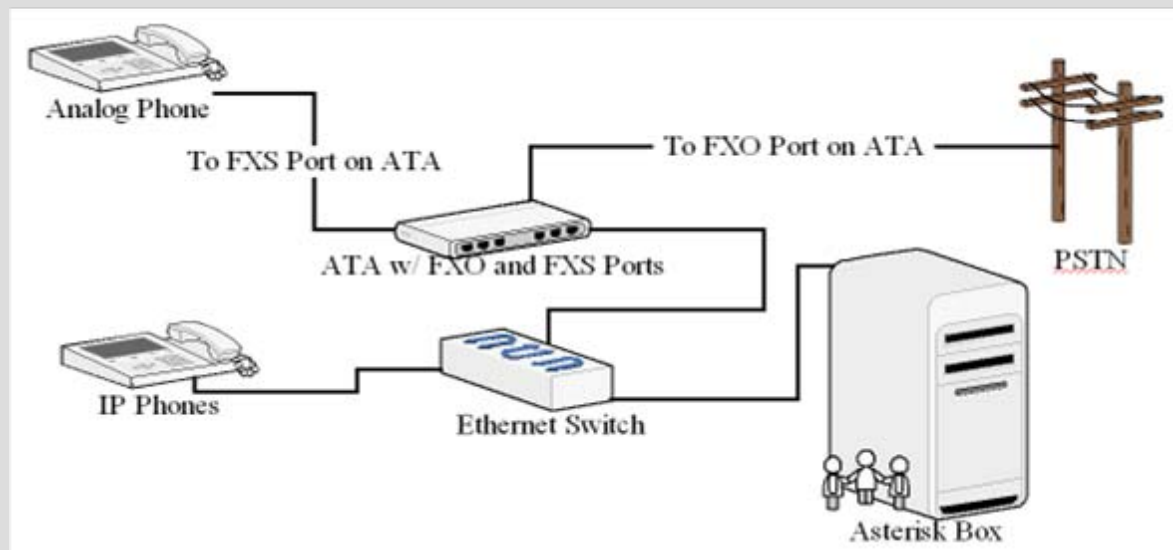 Analog Phone
To FXS Port on ATA
To FXO Port on ATA
ATA w/ FXO and FXS Ports
PSTN
IP Phones
Ethernet Switch
Asterisk Box